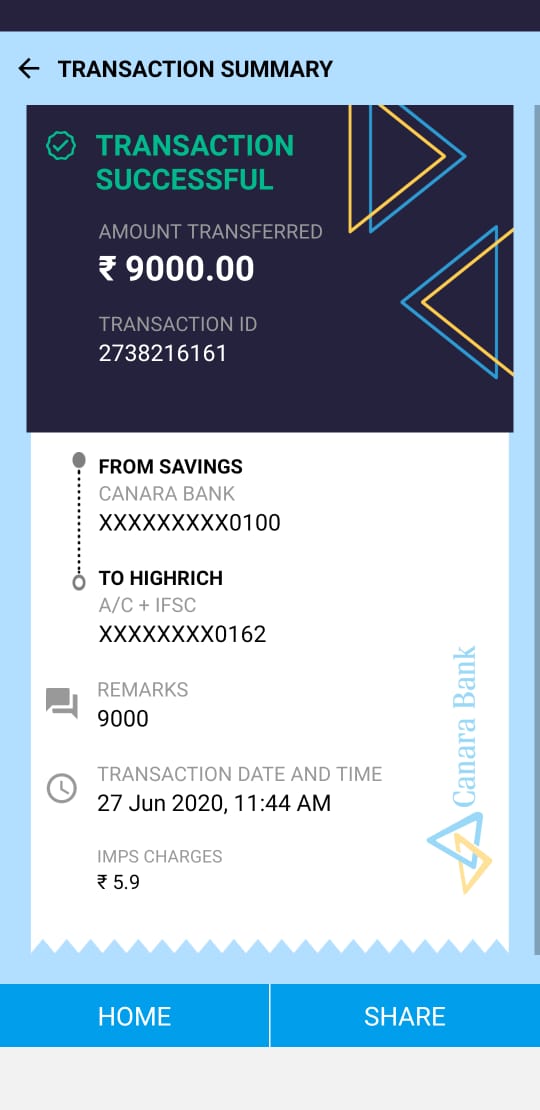 TRANSACTION SUMMARY
TRANSACTION
SUCCESSFUL
AMOUNT TRANSFERRED
₹ 9000.00
TRANSACTION ID
2738216161
FROM SAVINGS
CANARA BANK
XXXXXXXXX0100
TO HIGHRICH
A/C + IFSC
XXXXXXXX0162
REMARKS
9000
TRANSACTION DATE AND TIME
27 Jun 2020, 11:44 AM
IMPS CHARGES
₹ 5.9
Canara Bank
HOME
SHARE